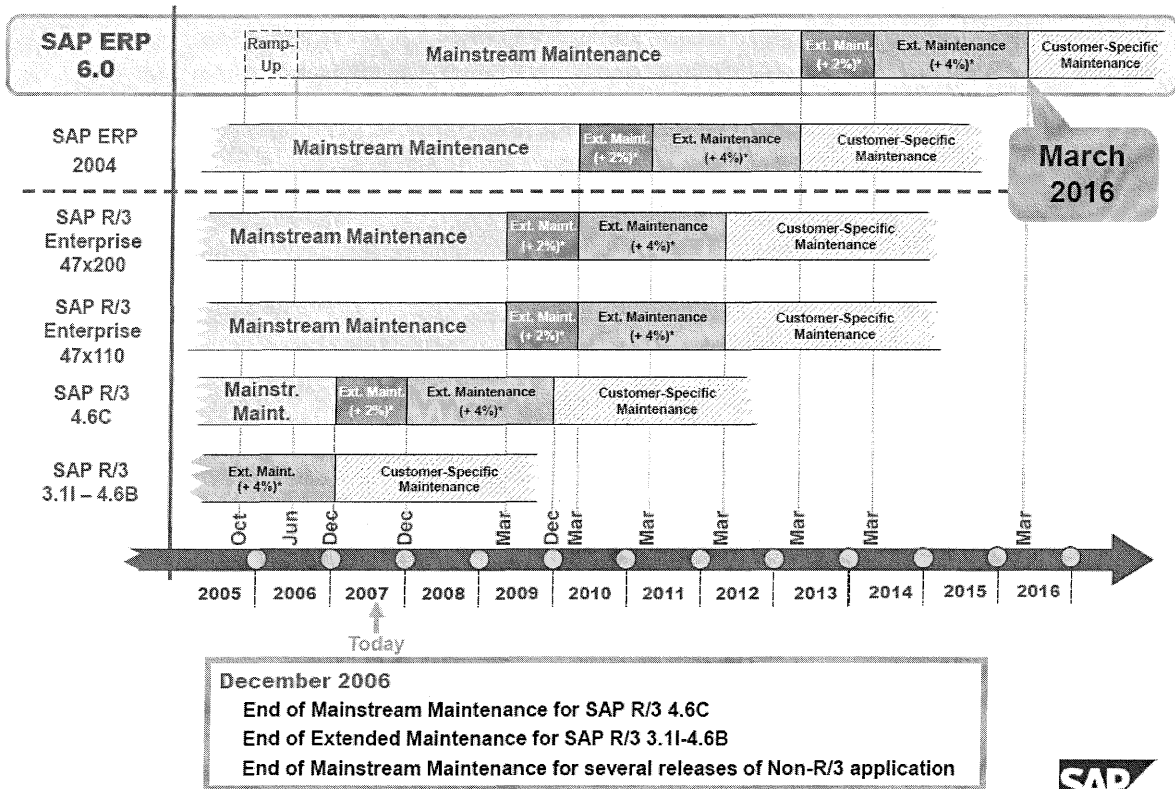 SAP ERP
6.0
Ramp-
Up
Mainstream Maintenance
Ext. Maint.
(+ 2%)*
Ext. Maintenance
(+ 4%)*
Customer-Specific
Maintenance
March
2016
SAP ERP
2004
Mainstream Maintenance
Ext. Maint.
(+ 2%)*
Ext. Maintenance
(+ 4%)*
Customer-Specific
Maintenance
SAP R/3
Enterprise
47x200
Mainstream Maintenance
Ext. Maint.
(+ 2%)*
Ext. Maintenance
(+ 4%)*
Customer-Specific
Maintenance
SAP R/3
Enterprise
47x110
Mainstream Maintenance
Ext. Maint.
(+ 2%)*
Ext. Maintenance
(+ 4%)*
Customer-Specific
Maintenance
SAP R/3
4.6C
Mainstr.
Maint.
Ext. Maint.
(+ 2%)*
Ext. Maintenance
(+ 4%)*
Customer-Specific
Maintenance
SAP R/3
3.1I – 4.6B
Ext. Maint.
(+ 4%)*
Customer-Specific
Maintenance
Oct Jun Dec Dec Mar Dec Mar Mar Mar Mar Mar Mar
2005 2006 2007 2008 2009 2010 2011 2012 2013 2014 2015 2016
Today
December 2006
End of Mainstream Maintenance for SAP R/3 4.6C
End of Extended Maintenance for SAP R/3 3.1I-4.6B
End of Mainstream Maintenance for several releases of Non-R/3 application
SAP